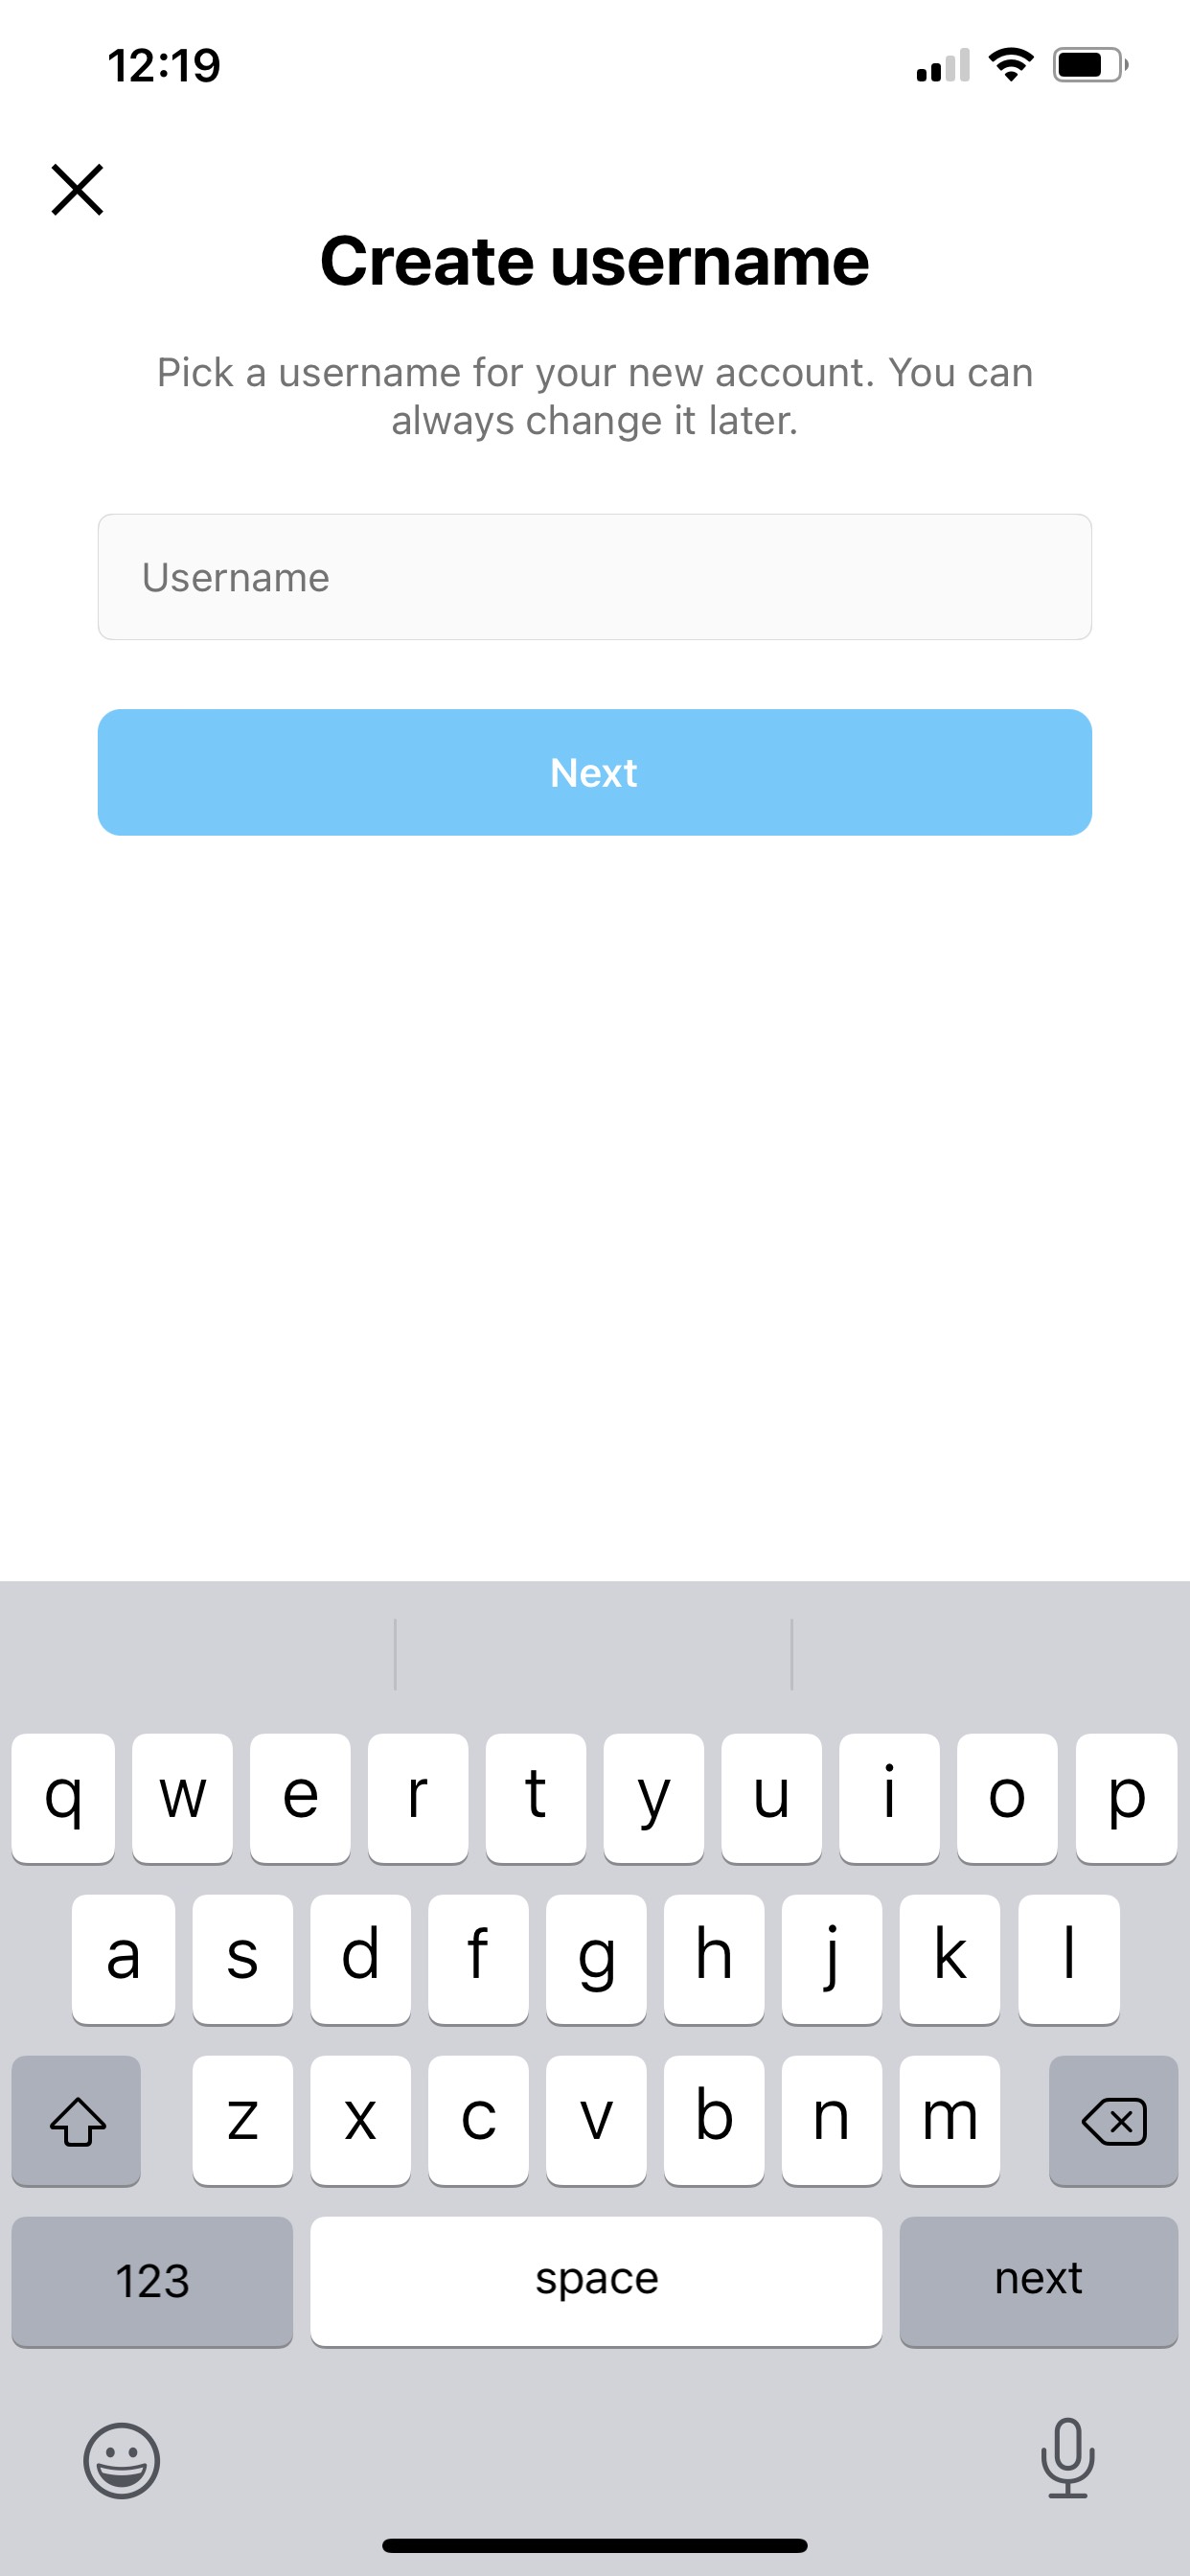 12:19
Create username
Pick a username for your new account. You can
always change it later.
Username
Next
q w e r t y u i o p
a s d f g h j k l
z x c v b n m
123 space next